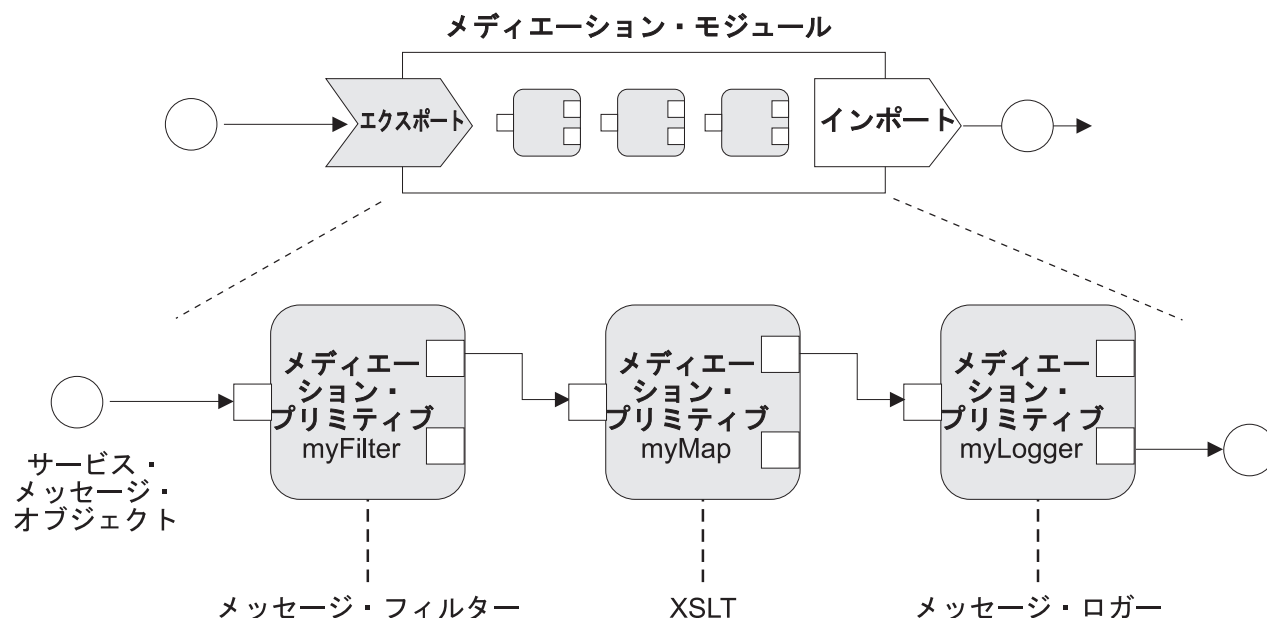 メディエーション・モジュール
エクスポート
インポート
メディエー
ション・
プリミティブ
myFilter
メディエー
ション・
プリミティブ
myMap
メディエー
ション・
プリミティブ
myLogger
サービス・
メッセージ・
オブジェクト
メッセージ・フィルター
XSLT
メッセージ・ロガー